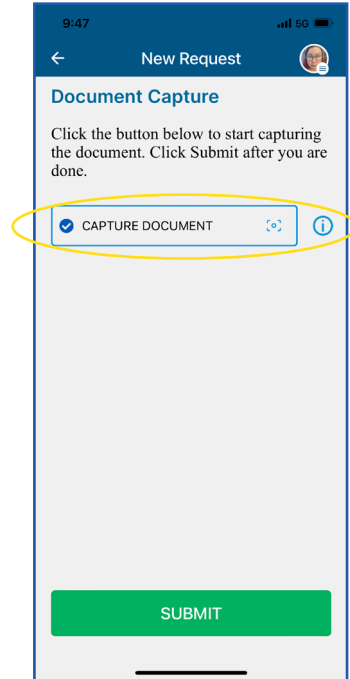 9:47 5G
New Request
Document Capture
Click the button below to start capturing
the document. Click Submit after you are
done.
CAPTURE DOCUMENT
SUBMIT